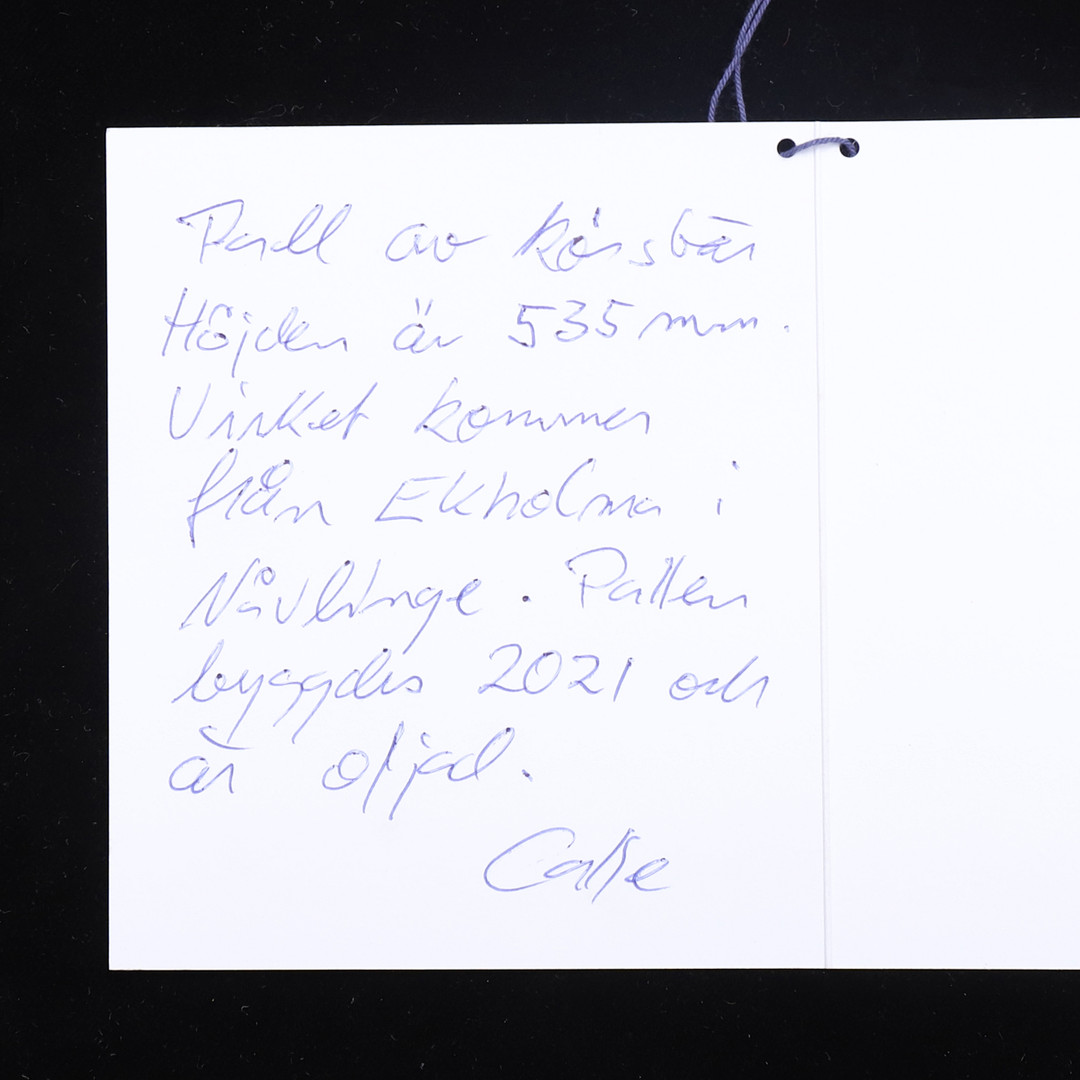 Pall av körsbär
Höjden är 535 mm.
Virket kommer
från Ekholma i
Nävlinge. Pallen
byggdes 2021 och
är oljad.
Calle